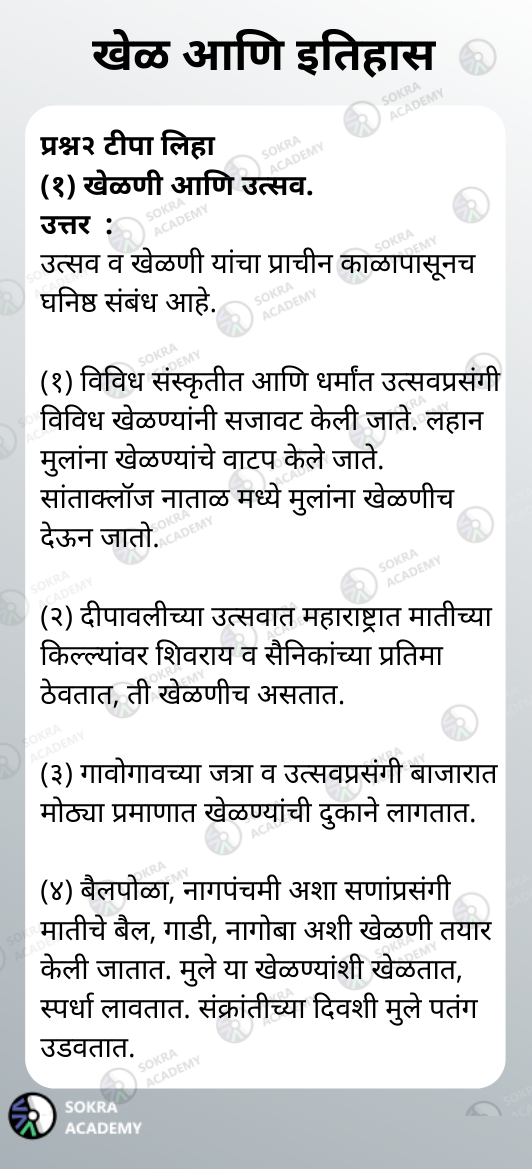 खेळ आणि इतिहास
प्रश्न२ टीपा लिहा
(१) खेळणी आणि उत्सव.
उत्तर :
उत्सव व खेळणी यांचा प्राचीन काळापासूनच
घनिष्ठ संबंध आहे.
(१) विविध संस्कृतीत आणि धर्मांत उत्सवप्रसंगी
विविध खेळण्यांनी सजावट केली जाते. लहान
मुलांना खेळण्यांचे वाटप केले जाते.
सांताक्लॉज नाताळ मध्ये मुलांना खेळणीच
देऊन जातो.
(२) दीपावलीच्या उत्सवात महाराष्ट्रात मातीच्या
किल्ल्यांवर शिवराय व सैनिकांच्या प्रतिमा
ठेवतात, ती खेळणीच असतात.
(३) गावोगावच्या जत्रा व उत्सवप्रसंगी बाजारात
मोठ्या प्रमाणात खेळण्यांची दुकाने लागतात.
(४) बैलपोळा, नागपंचमी अशा सणांप्रसंगी
मातीचे बैल, गाडी, नागोबा अशी खेळणी तयार
केली जातात. मुले या खेळण्यांशी खेळतात,
स्पर्धा लावतात. संक्रांतीच्या दिवशी मुले पतंग
उडवतात.
SOKRA
ACADEMY